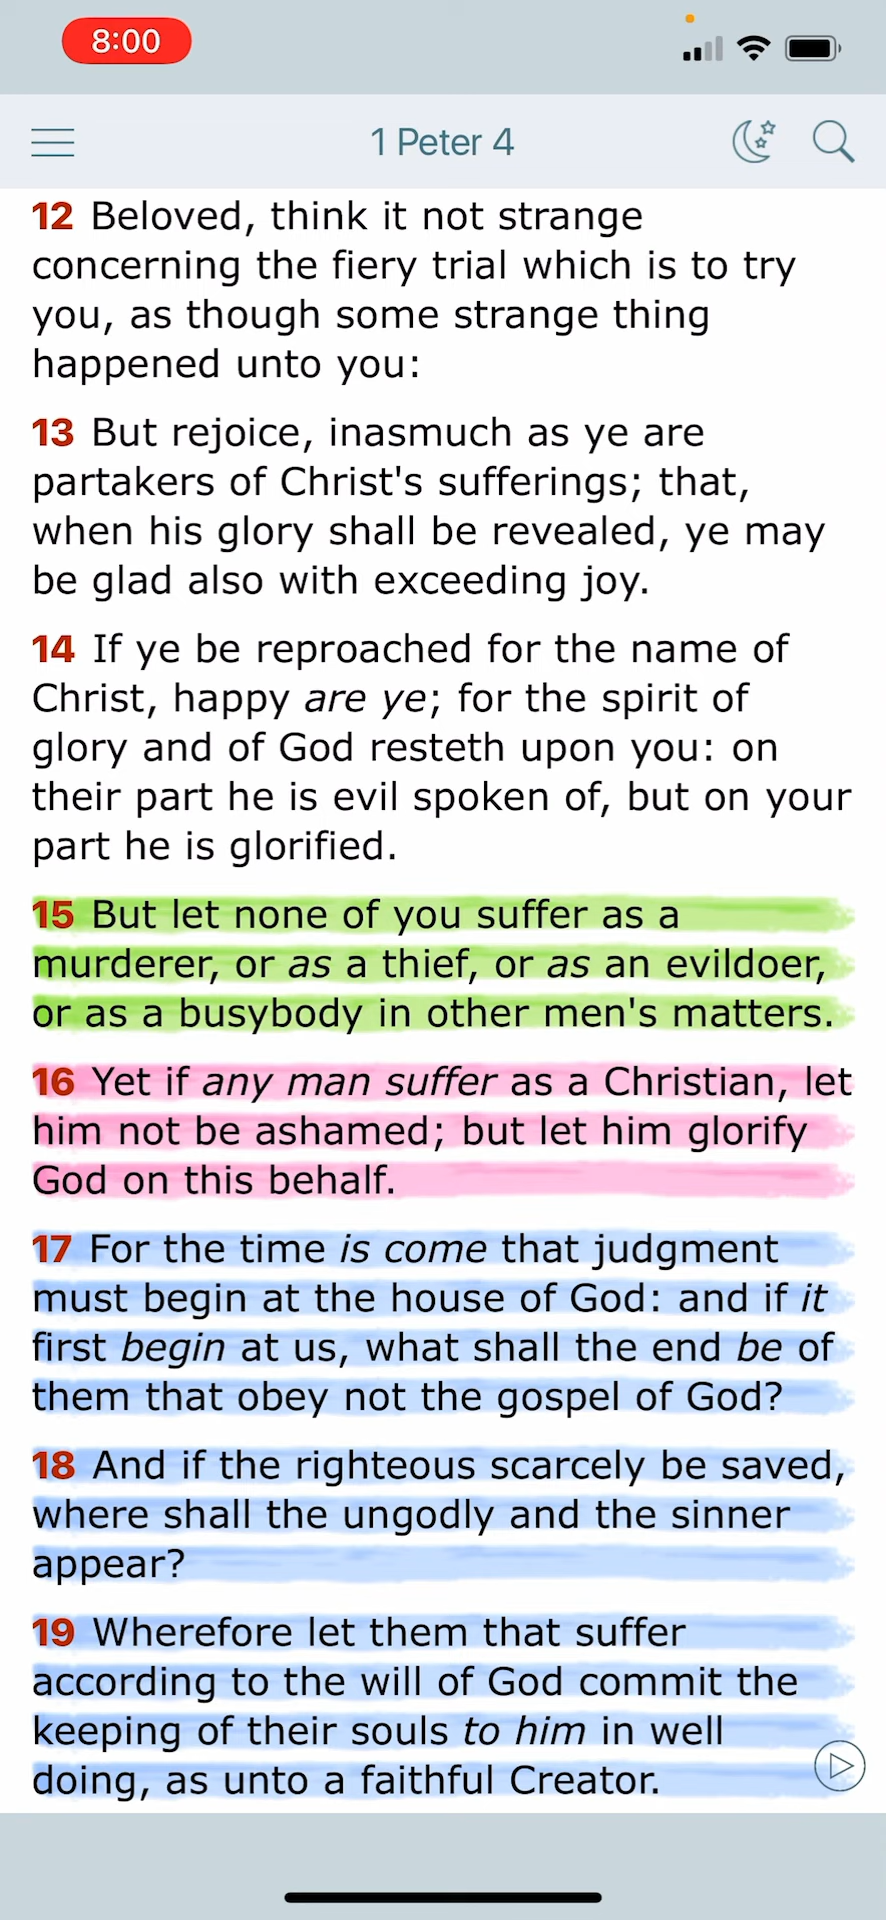 8:00
1 Peter 4
12 Beloved, think it not strange
concerning the fiery trial which is to try
you, as though some strange thing
happened unto you:
13 But rejoice, inasmuch as ye are
partakers of Christ's sufferings; that,
when his glory shall be revealed, ye may
be glad also with exceeding joy.
14 If ye be reproached for the name of
Christ, happy are ye; for the spirit of
glory and of God resteth upon you: on
their part he is evil spoken of, but on your
part he is glorified.
15 But let none of you suffer as a
murderer, or as a thief, or as an evildoer,
or as a busybody in other men's matters.
16 Yet if any man suffer as a Christian, let
him not be ashamed; but let him glorify
God on this behalf.
17 For the time is come that judgment
must begin at the house of God: and if it
first begin at us, what shall the end be of
them that obey not the gospel of God?
18 And if the righteous scarcely be saved,
where shall the ungodly and the sinner
appear?
19 Wherefore let them that suffer
according to the will of God commit the
keeping of their souls to him in well
doing, as unto a faithful Creator.